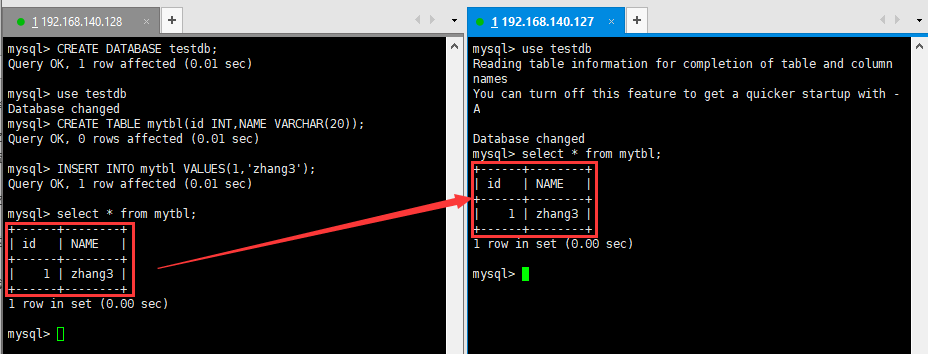 1 192.168.140.128
mysql> CREATE DATABASE testdb;
Query OK, 1 row affected (0.01 sec)
mysql> use testdb
Database changed
mysql> CREATE TABLE mytbl(id INT,NAME VARCHAR(20));
Query OK, 0 rows affected (0.01 sec)
mysql> INSERT INTO mytbl VALUES(1,'zhang3');
Query OK, 1 row affected (0.01 sec)
mysql> select * from mytbl;
+------+--------+
| id   | NAME   |
+------+--------+
|    1 | zhang3 |
+------+--------+
1 row in set (0.00 sec)
mysql>
1 192.168.140.127
mysql> use testdb
Reading table information for completion of table and column
names
You can turn off this feature to get a quicker startup with -
A
Database changed
mysql> select * from mytbl;
+------+--------+
| id   | NAME   |
+------+--------+
|    1 | zhang3 |
+------+--------+
1 row in set (0.00 sec)
mysql>